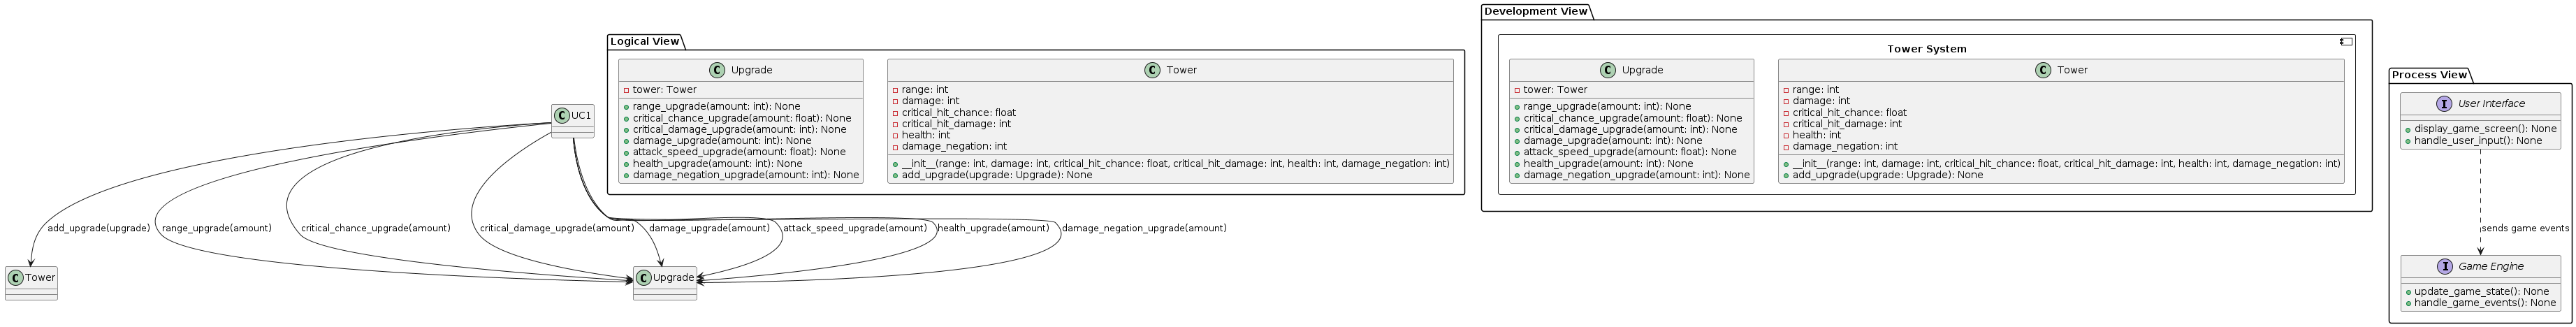 UC1
add_upgrade(upgrade)
range_upgrade(amount)
critical_chance_upgrade(amount)
critical_damage_upgrade(amount)
damage_upgrade(amount)
attack_speed_upgrade(amount)
health_upgrade(amount)
damage_negation_upgrade(amount)
C Tower
C Upgrade
Logical View
C Upgrade
tower: Tower
range_upgrade(amount: int): None
critical_chance_upgrade(amount: float): None
critical_damage_upgrade(amount: int): None
damage_upgrade(amount: int): None
attack_speed_upgrade(amount: float): None
health_upgrade(amount: int): None
damage_negation_upgrade(amount: int): None
C Tower
range: int
damage: int
critical_hit_chance: float
critical_hit_damage: int
health: int
damage_negation: int
__init__(range: int, damage: int, critical_hit_chance: float, critical_hit_damage: int, health: int, damage_negation: int)
add_upgrade(upgrade: Upgrade): None
Development View
Tower System
C Upgrade
tower: Tower
range_upgrade(amount: int): None
critical_chance_upgrade(amount: float): None
critical_damage_upgrade(amount: int): None
damage_upgrade(amount: int): None
attack_speed_upgrade(amount: float): None
health_upgrade(amount: int): None
damage_negation_upgrade(amount: int): None
C Tower
range: int
damage: int
critical_hit_chance: float
critical_hit_damage: int
health: int
damage_negation: int
__init__(range: int, damage: int, critical_hit_chance: float, critical_hit_damage: int, health: int, damage_negation: int)
add_upgrade(upgrade: Upgrade): None
Process View
I User Interface
display_game_screen(): None
handle_user_input(): None
sends game events
I Game Engine
update_game_state(): None
handle_game_events(): None